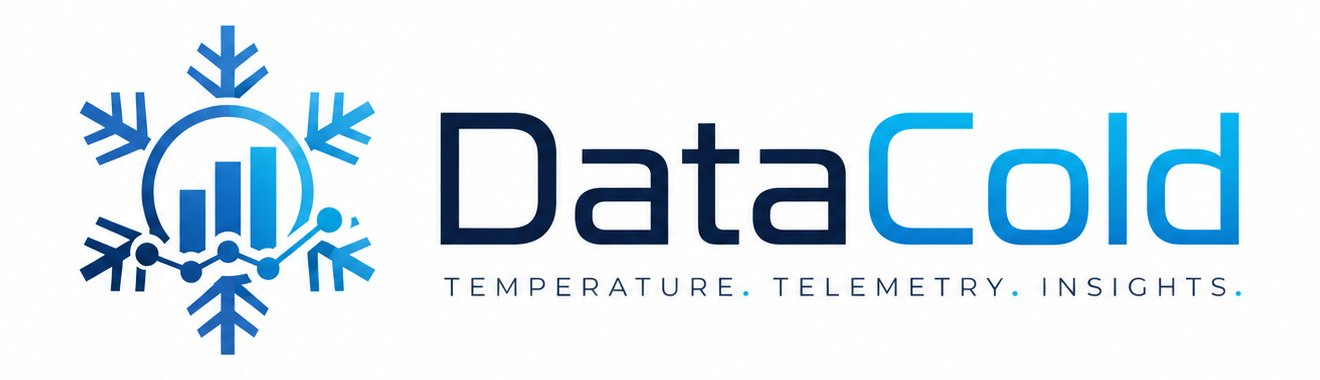 DataCold
TEMPERATURE. TELEMETRY. INSIGHTS.